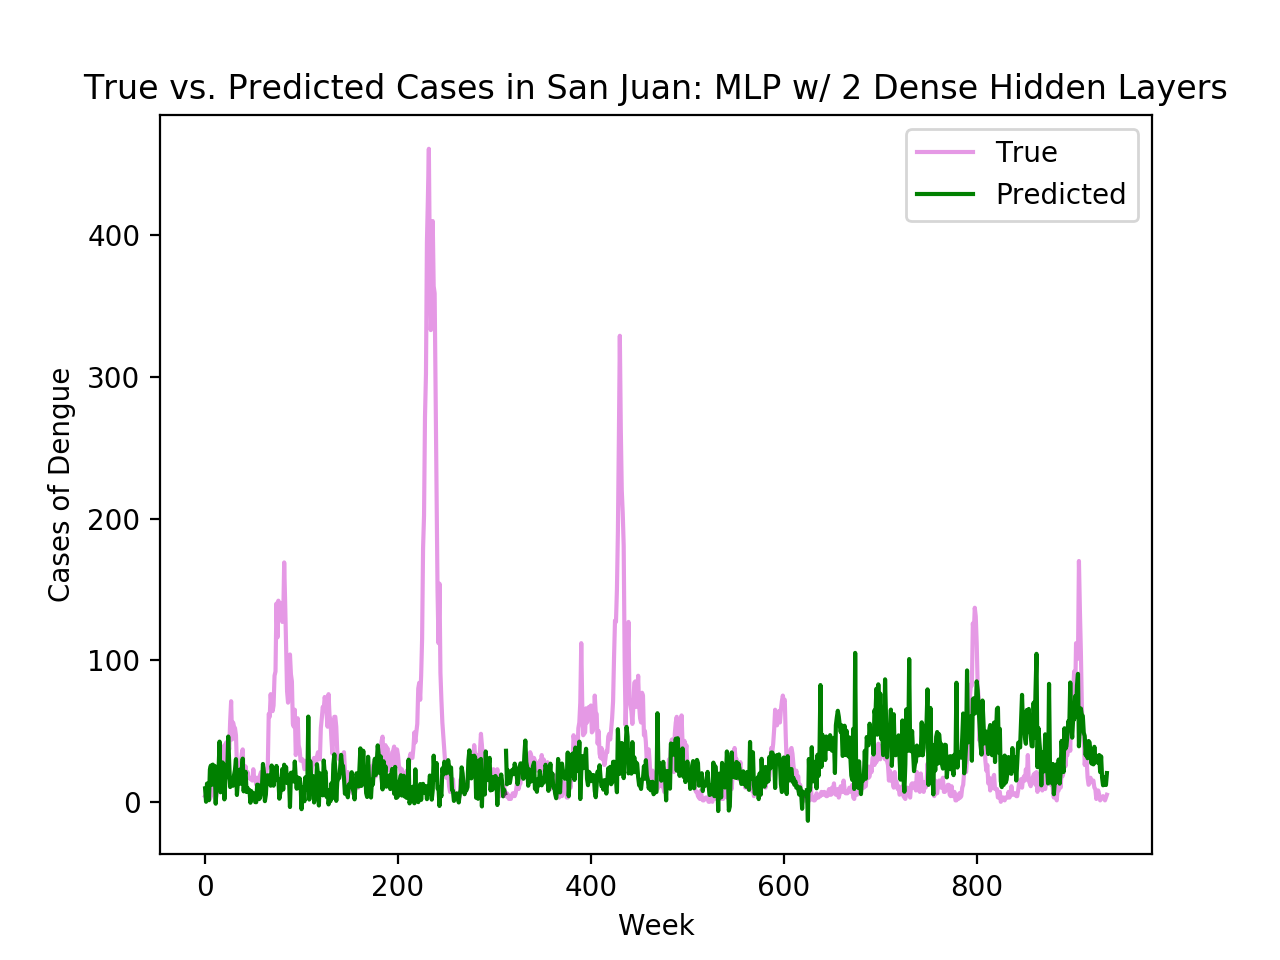 True vs. Predicted Cases in San Juan: MLP w/ 2 Dense Hidden Layers
True
Predicted
400
300
200
100
0
Cases of Dengue
0 200 400 600 800
Week